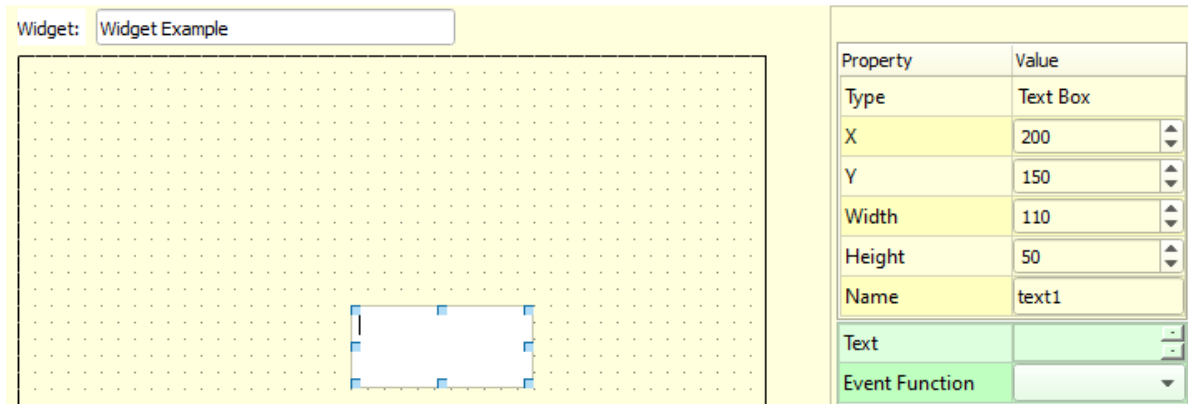 Widget: Widget Example
Property Value
Type Text Box
X 200
Y 150
Width 110
Height 50
Name text1
Text
Event Function